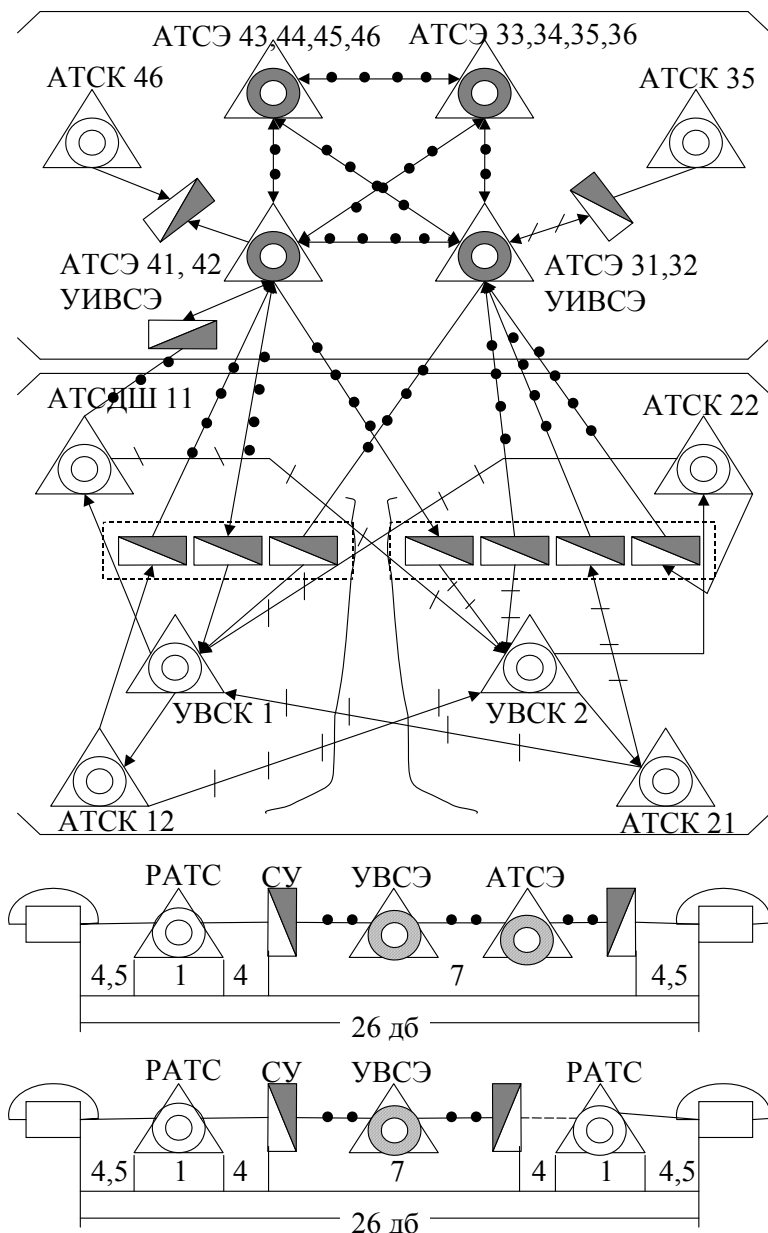 АТСЭ 43,44,45,46
АТСЭ 33,34,35,36
АТСК 46
АТСК 35
АТСЭ 41, 42
УИВСЭ
АТСЭ 31,32
УИВСЭ
АТСДШ 11
АТСК 22
УВСК 1
УВСК 2
АТСК 12
АТСК 21
РАТС СУ УВСЭ АТСЭ
4,5 1 4 7 4,5
26 дб
РАТС СУ УВСЭ РАТС
4,5 1 4 7 4 1 4,5
26 дб